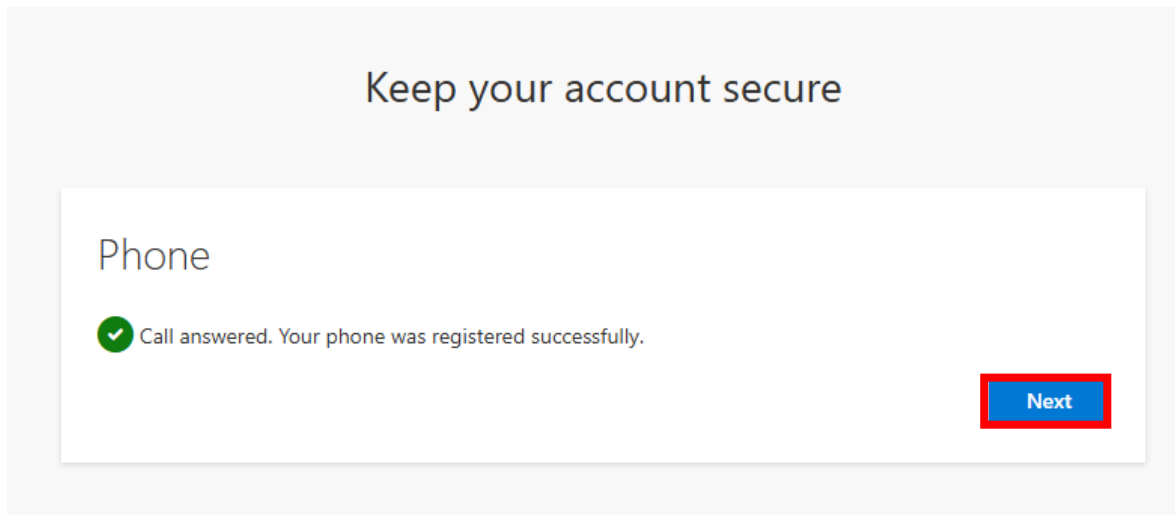 Keep your account secure
Phone
Call answered. Your phone was registered successfully.
Next